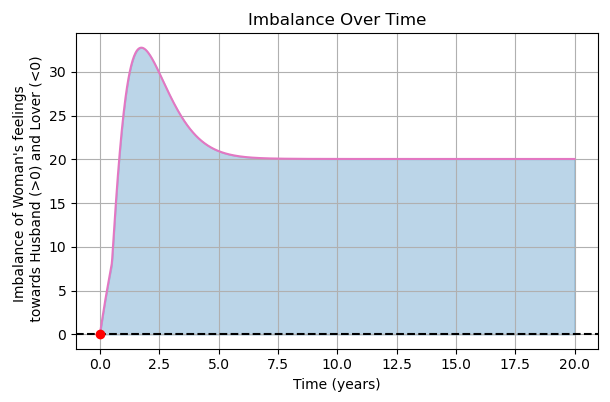 Imbalance Over Time
Imbalance of Woman's feelings
towards Husband (>0) and Lover (<0)
30
25
20
15
10
5
0
0.0 2.5 5.0 7.5 10.0 12.5 15.0 17.5 20.0
Time (years)